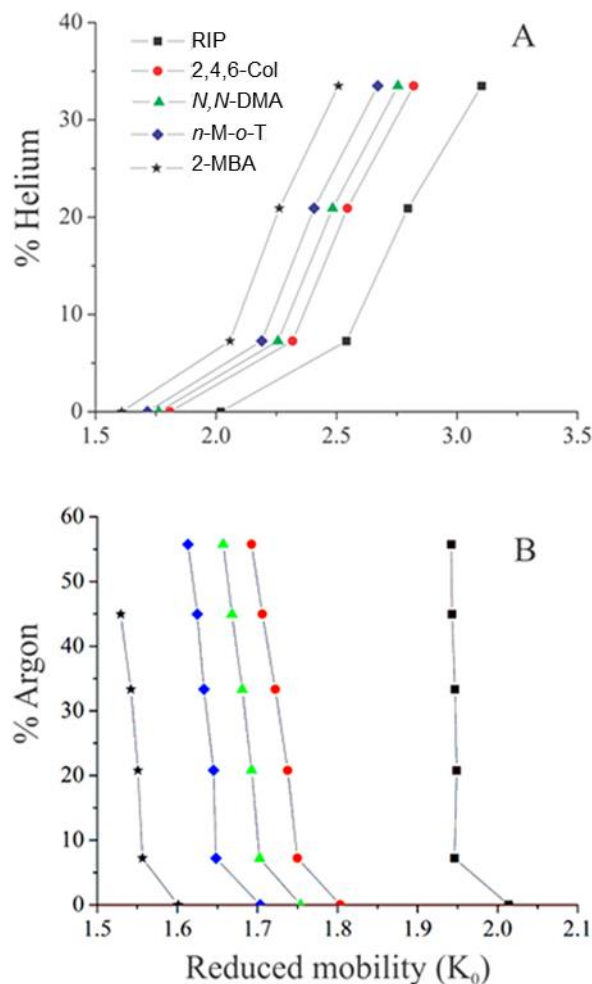 40
30
20
10
0
% Helium
RIP
2,4,6-Col
N,N-DMA
n-M-o-T
2-MBA
A
1.5 2.0 2.5 3.0 3.5
60
50
40
30
20
10
0
% Argon
B
1.5 1.6 1.7 1.8 1.9 2.0 2.1
Reduced mobility (K₀)